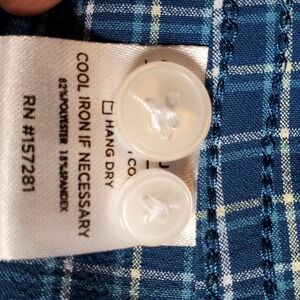 HANG DRY
COOL IRON IF NECESSARY
82%POLYESTER 18%SPANDEX
RN #157281